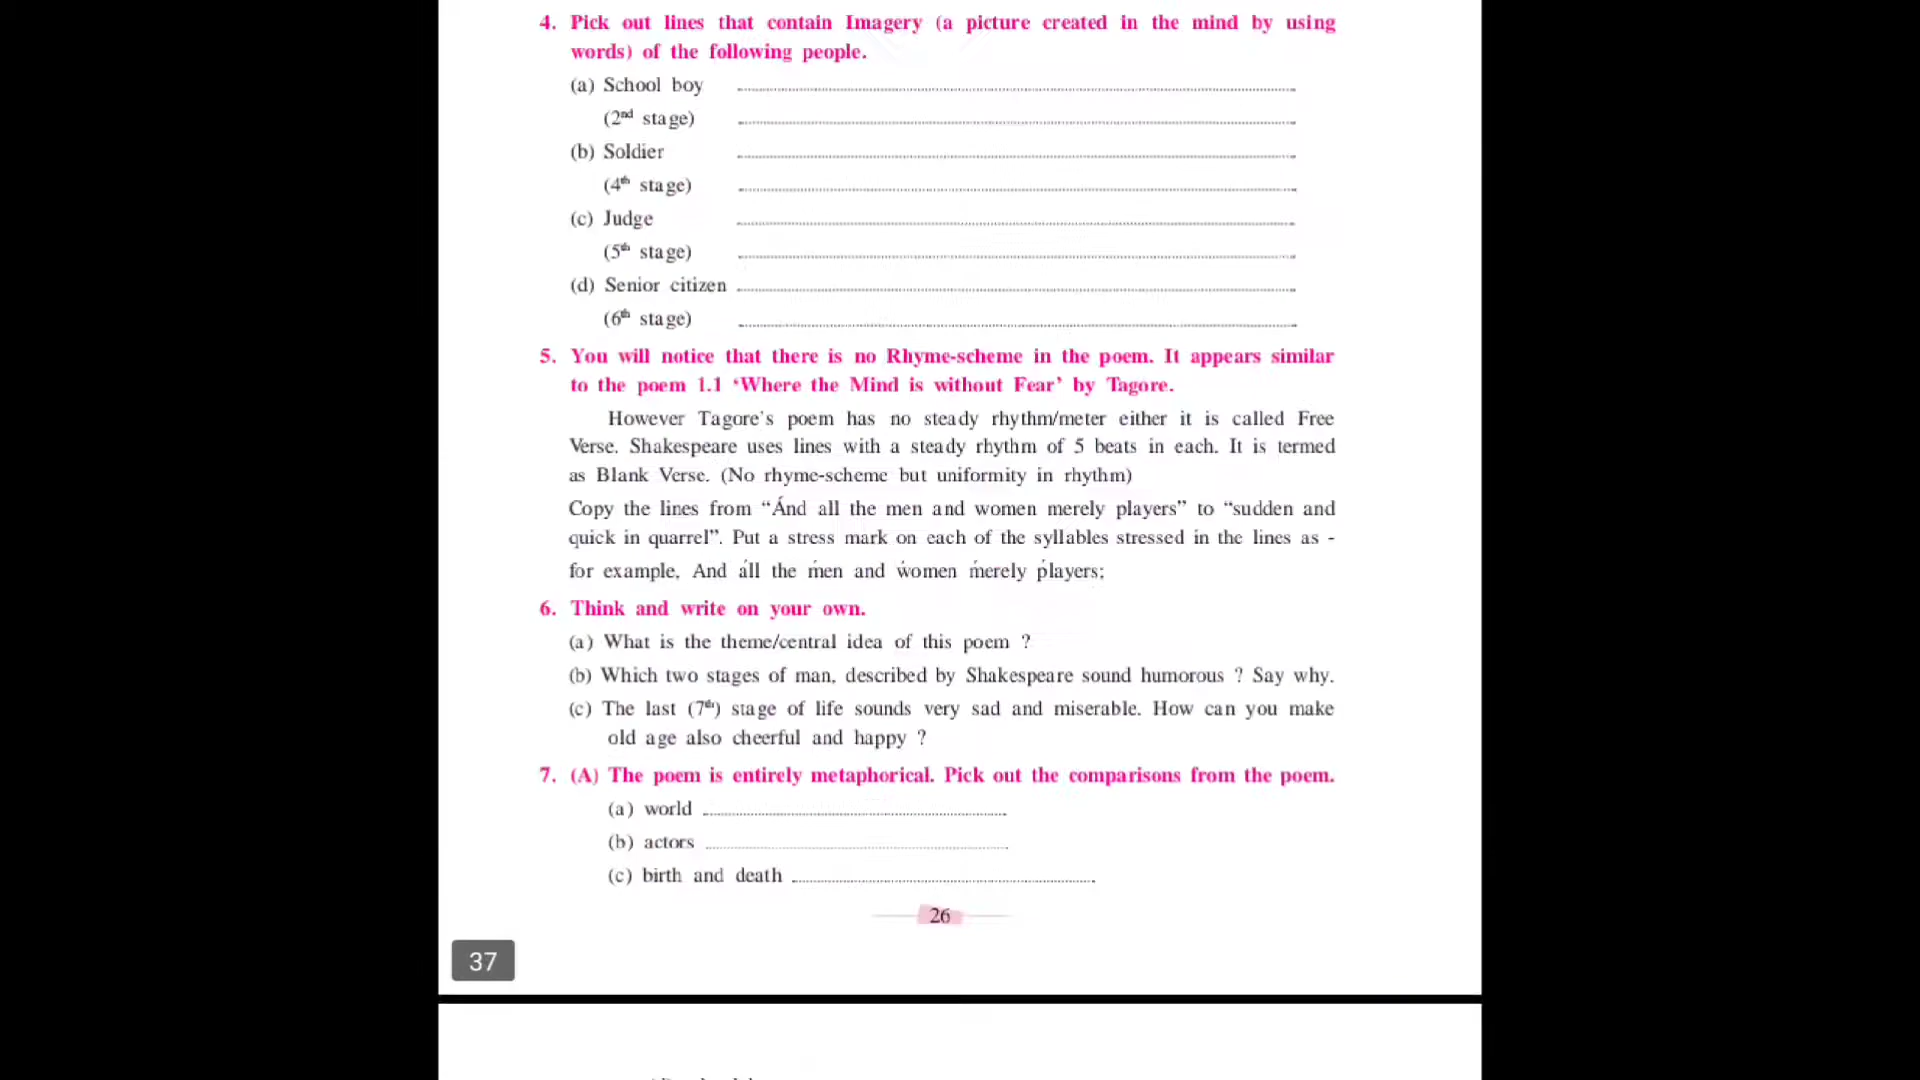 4. Pick out lines that contain Imagery (a picture created in the mind by using
words) of the following people.
(a) School boy
(2nd stage)
(b) Soldier
(4th stage)
(c) Judge
(5th stage)
(d) Senior citizen
(6th stage)
5. You will notice that there is no Rhyme-scheme in the poem. It appears similar
to the poem 1.1 ‘Where the Mind is without Fear’ by Tagore.
However Tagore's poem has no steady rhythm/meter either it is called Free
Verse. Shakespeare uses lines with a steady rhythm of 5 beats in each. It is termed
as Blank Verse. (No rhyme-scheme but uniformity in rhythm)
Copy the lines from “Ánd all the men and women merely players” to “sudden and
quick in quarrel”. Put a stress mark on each of the syllables stressed in the lines as -
for example, And áll the ḿen and ẃomen ḿerely ṕlayers;
6. Think and write on your own.
(a) What is the theme/central idea of this poem ?
(b) Which two stages of man, described by Shakespeare sound humorous ? Say why.
(c) The last (7th) stage of life sounds very sad and miserable. How can you make
old age also cheerful and happy ?
7. (A) The poem is entirely metaphorical. Pick out the comparisons from the poem.
(a) world
(b) actors
(c) birth and death
26
37